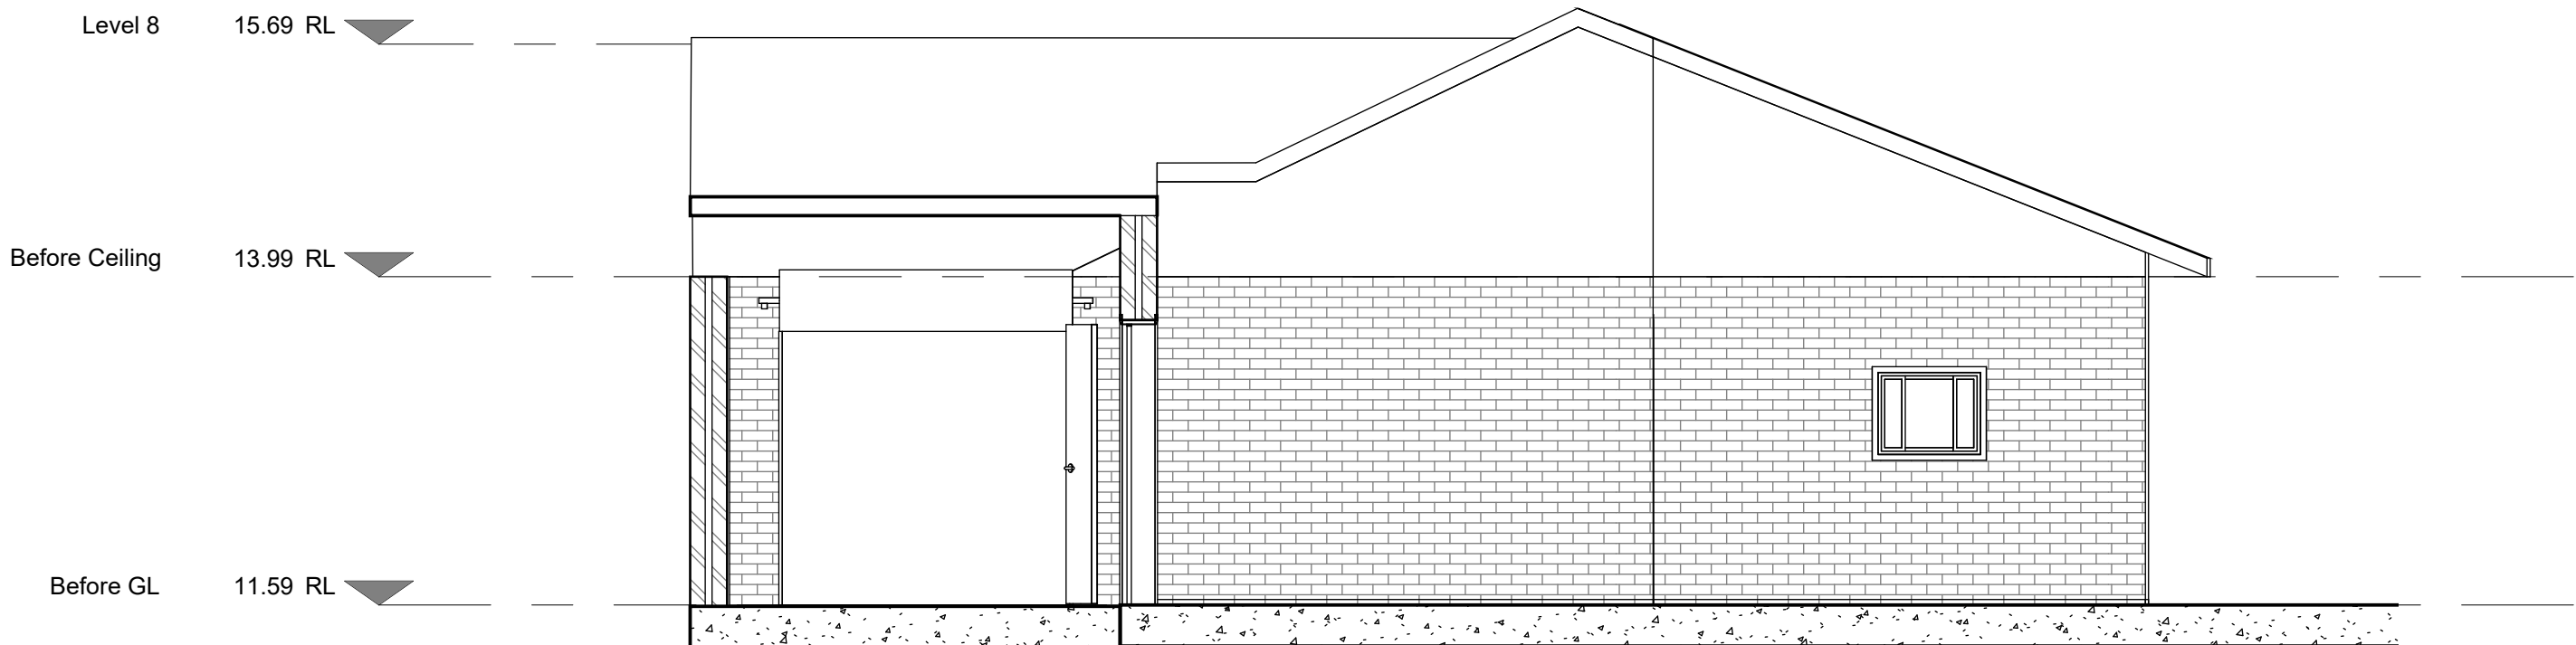 Level 8 15.69 RL
Before Ceiling 13.99 RL
Before GL 11.59 RL